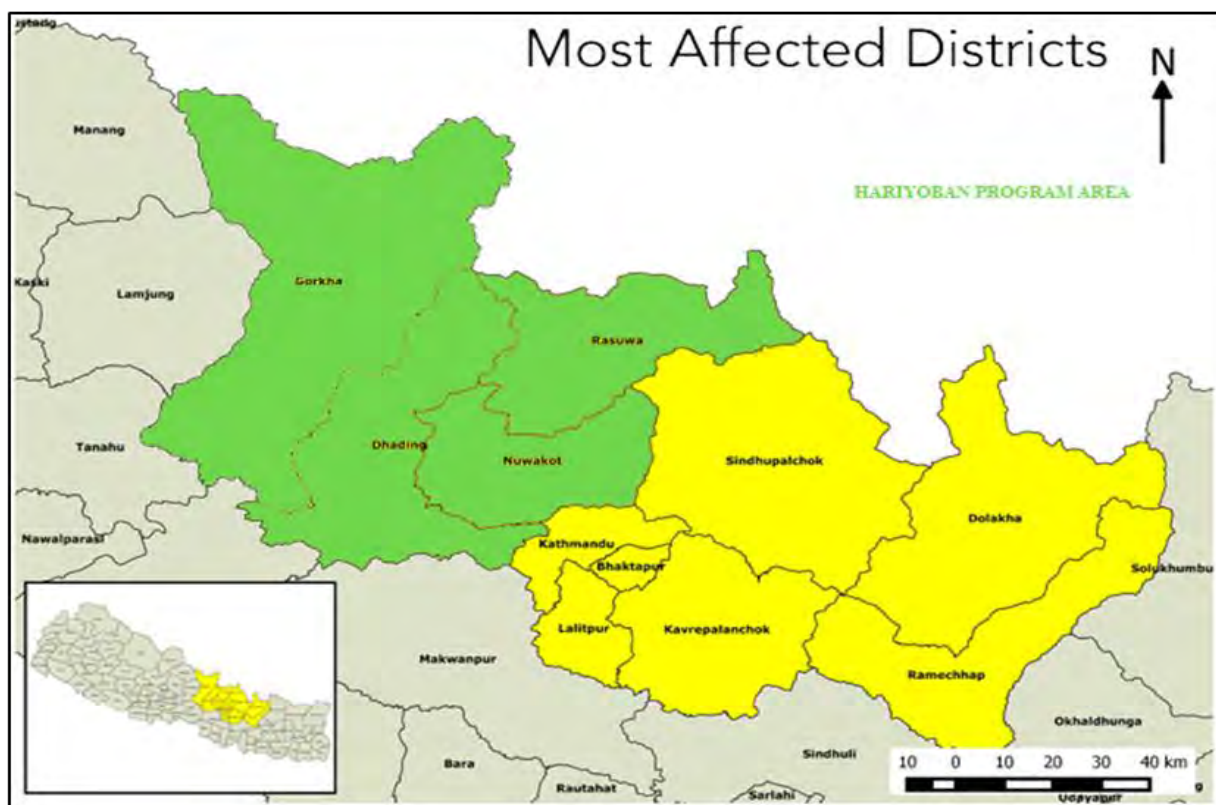 ustang
Most Affected Districts
N
Manang
HARIYOBAN PROGRAM AREA
Kaski
Lamjung
Gorkha
Rasuwa
Tanahu
Dhading
Nuwakot
Sindhupalchok
Dolakha
Nawalparasi
Kathmandu
Bhaktapur
Solukhumbu
Lalitpur
Kavrepalanchok
Makwanpur
Ramechhap
Okhaldhunga
Sindhuli
Bara
Rautahat
Sarlahi
10 0 10 20 30 40 km
Udayapur